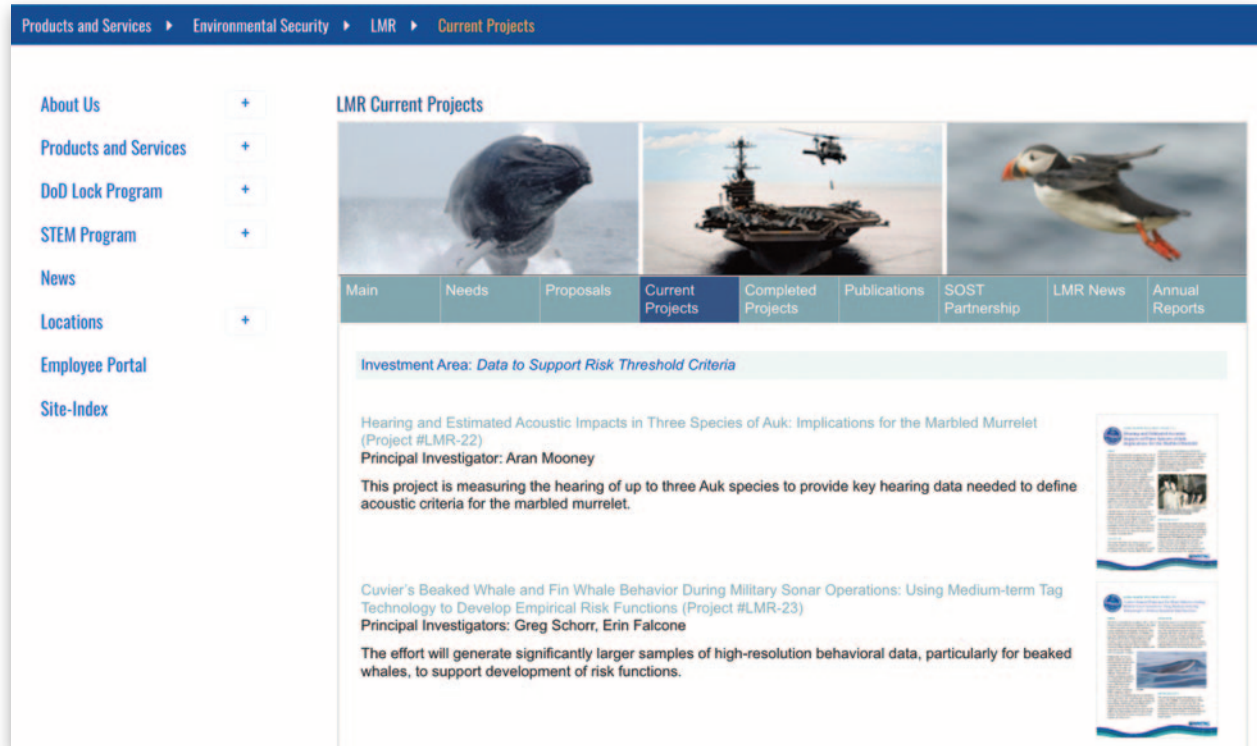 Products and Services ▸ Environmental Security ▸ LMR ▸ Current Projects
About Us +
Products and Services +
DoD Lock Program +
STEM Program +
News
Locations +
Employee Portal
Site-Index
LMR Current Projects
Main Needs Proposals Current Projects Completed Projects Publications SOST Partnership LMR News Annual Reports
Investment Area: Data to Support Risk Threshold Criteria
Hearing and Estimated Acoustic Impacts in Three Species of Auk: Implications for the Marbled Murrelet
(Project #LMR-22)
Principal Investigator: Aran Mooney
This project is measuring the hearing of up to three Auk species to provide key hearing data needed to define
acoustic criteria for the marbled murrelet.
Cuvier's Beaked Whale and Fin Whale Behavior During Military Sonar Operations: Using Medium-term Tag
Technology to Develop Empirical Risk Functions (Project #LMR-23)
Principal Investigators: Greg Schorr, Erin Falcone
The effort will generate significantly larger samples of high-resolution behavioral data, particularly for beaked
whales, to support development of risk functions.